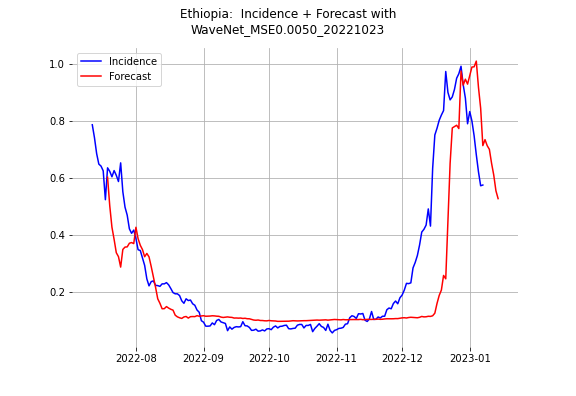 Ethiopia:  Incidence + Forecast with
WaveNet_MSE0.0050_20221023
Incidence
Forecast
1.0
0.8
0.6
0.4
0.2
2022-08
2022-09
2022-10
2022-11
2022-12
2023-01